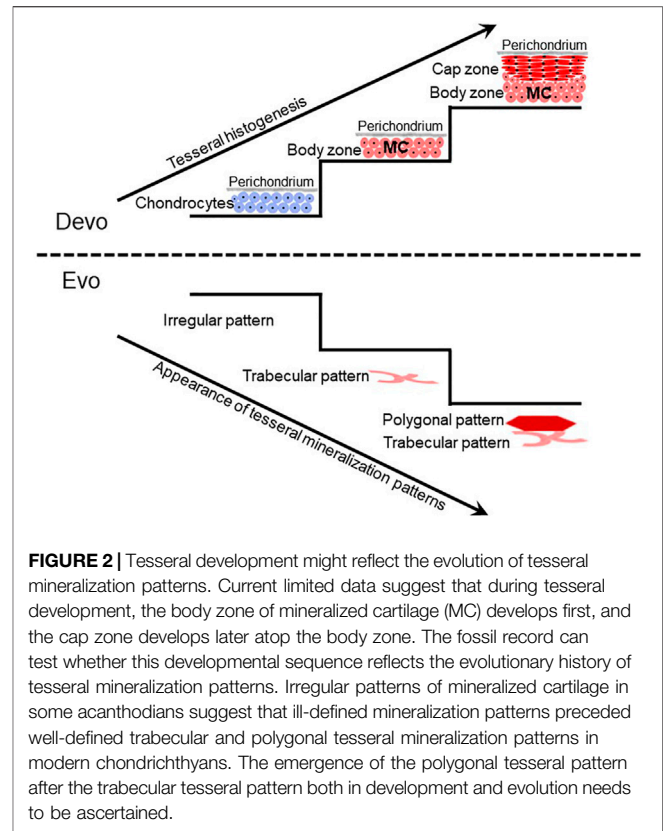 Perichondrium
Cap zone
Body zone MC
Tesseral histogenesis
Perichondrium
Body zone MC
Perichondrium
Chondrocytes
Devo
Evo
Irregular pattern
Trabecular pattern
Polygonal pattern
Trabecular pattern
Appearance of tesseral mineralization patterns
FIGURE 2 | Tesseral development might reflect the evolution of tesseral
mineralization patterns. Current limited data suggest that during tesseral
development, the body zone of mineralized cartilage (MC) develops first, and
the cap zone develops later atop the body zone. The fossil record can
test whether this developmental sequence reflects the evolutionary history of
tesseral mineralization patterns. Irregular patterns of mineralized cartilage in
some acanthodians suggest that ill-defined mineralization patterns preceded
well-defined trabecular and polygonal tesseral mineralization patterns in
modern chondrichthyans. The emergence of the polygonal tesseral pattern
after the trabecular tesseral pattern both in development and evolution needs
to be ascertained.